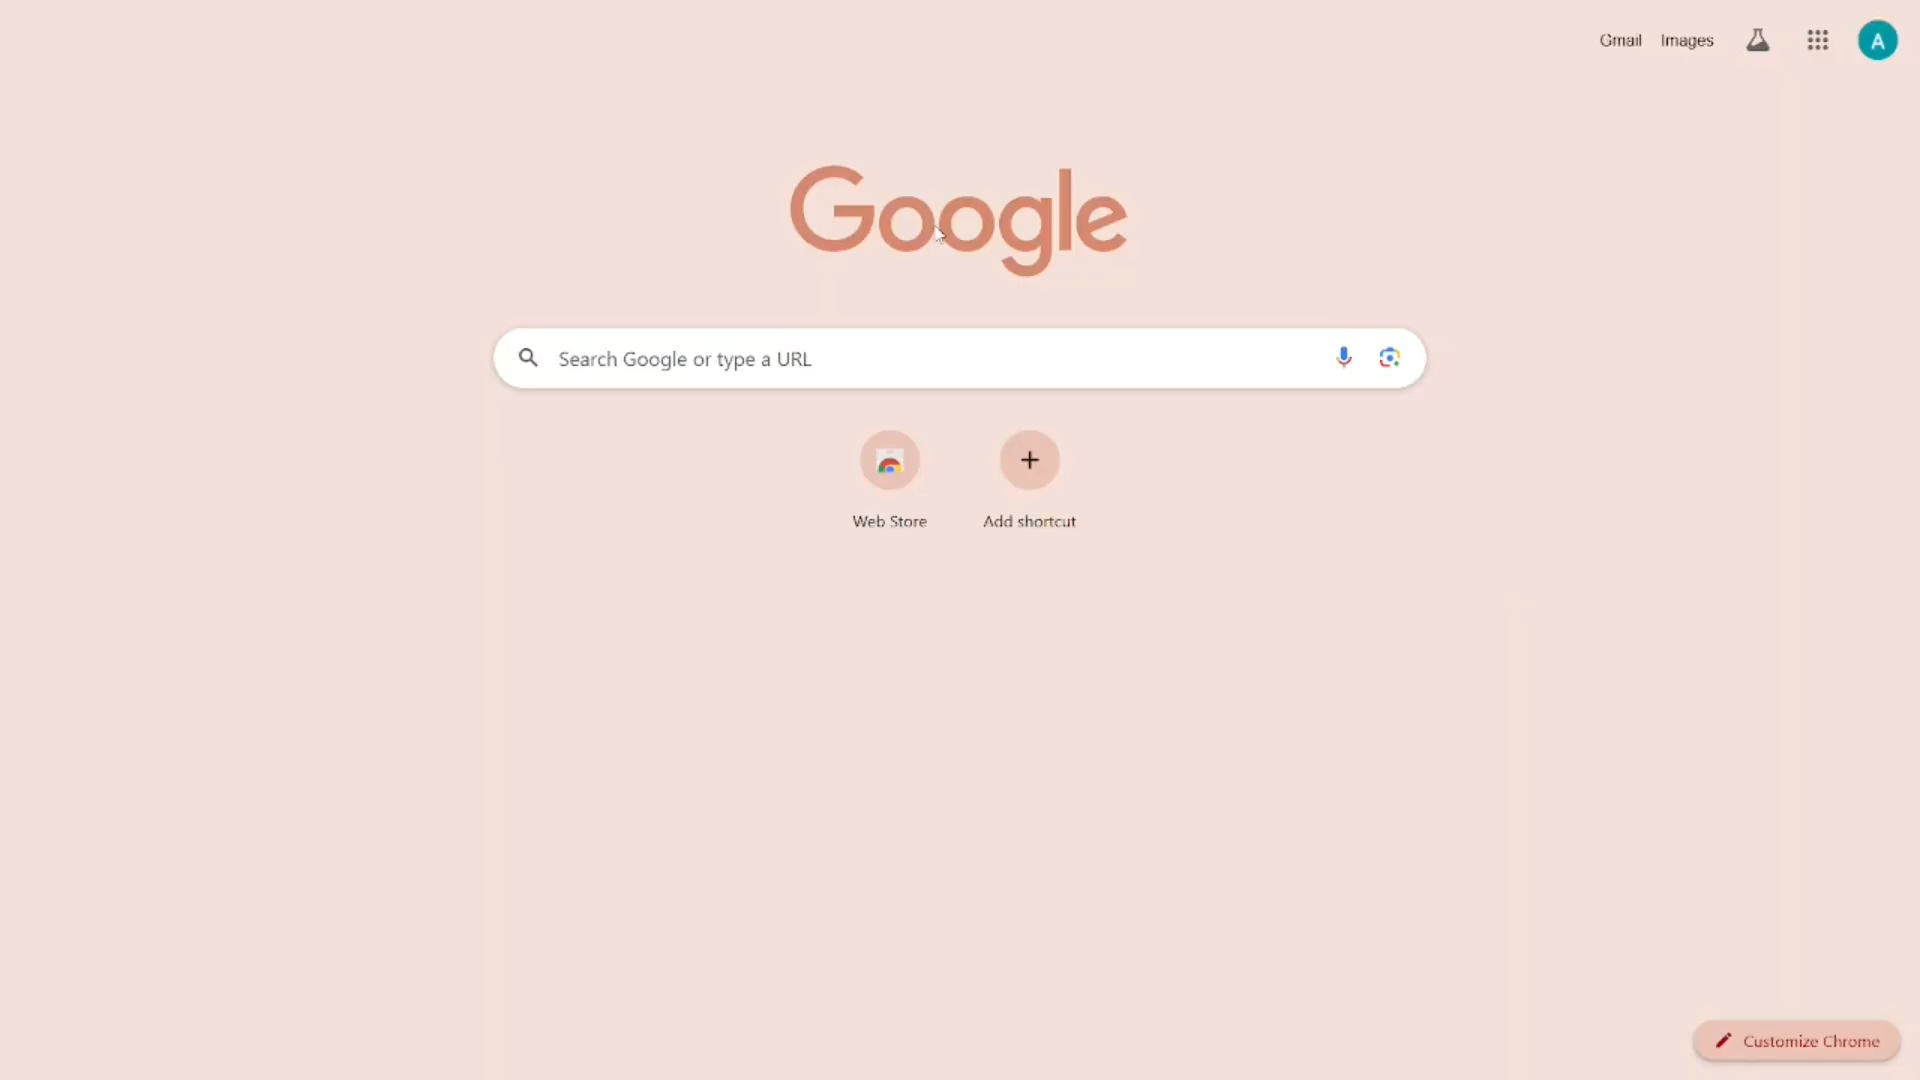 Gmail Images A
Google
Search Google or type a URL
Web Store Add shortcut
Customize Chrome